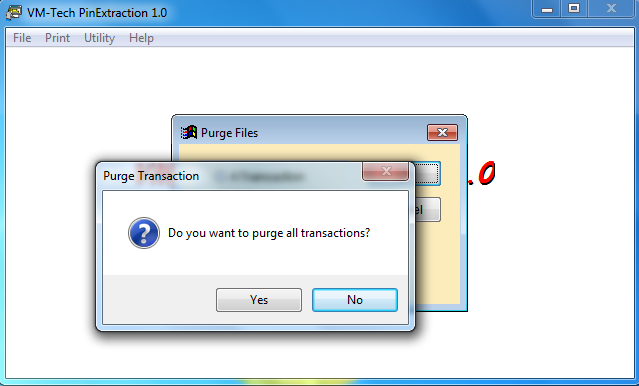 VM-Tech PinExtraction 1.0
File Print Utility Help
Purge Files
.0
Purge Transaction
Do you want to purge all transactions?
Yes No